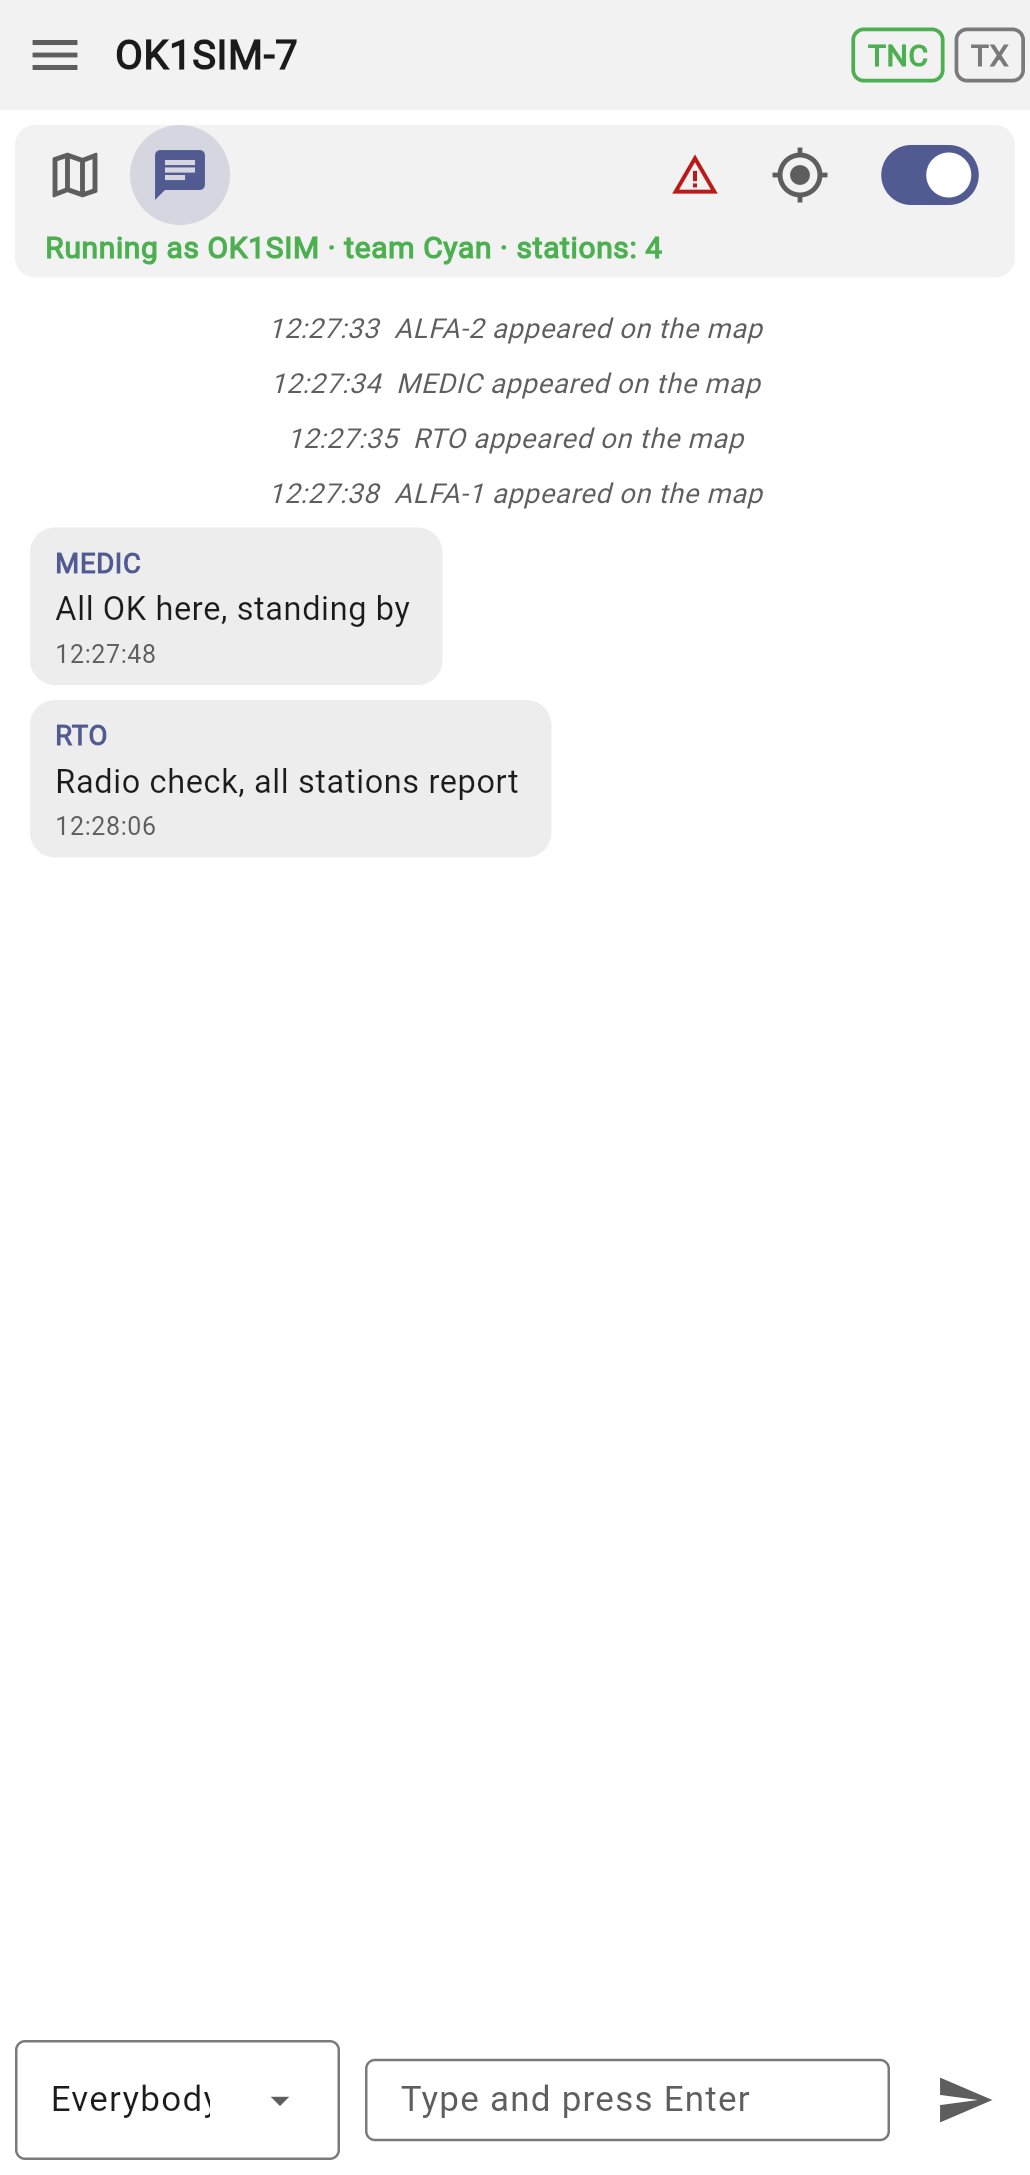 OK1SIM-7
TNC
TX
Running as OK1SIM · team Cyan · stations: 4
12:27:33 ALFA-2 appeared on the map
12:27:34 MEDIC appeared on the map
12:27:35 RTO appeared on the map
12:27:38 ALFA-1 appeared on the map
MEDIC
All OK here, standing by
12:27:48
RTO
Radio check, all stations report
12:28:06
Everybody
Type and press Enter